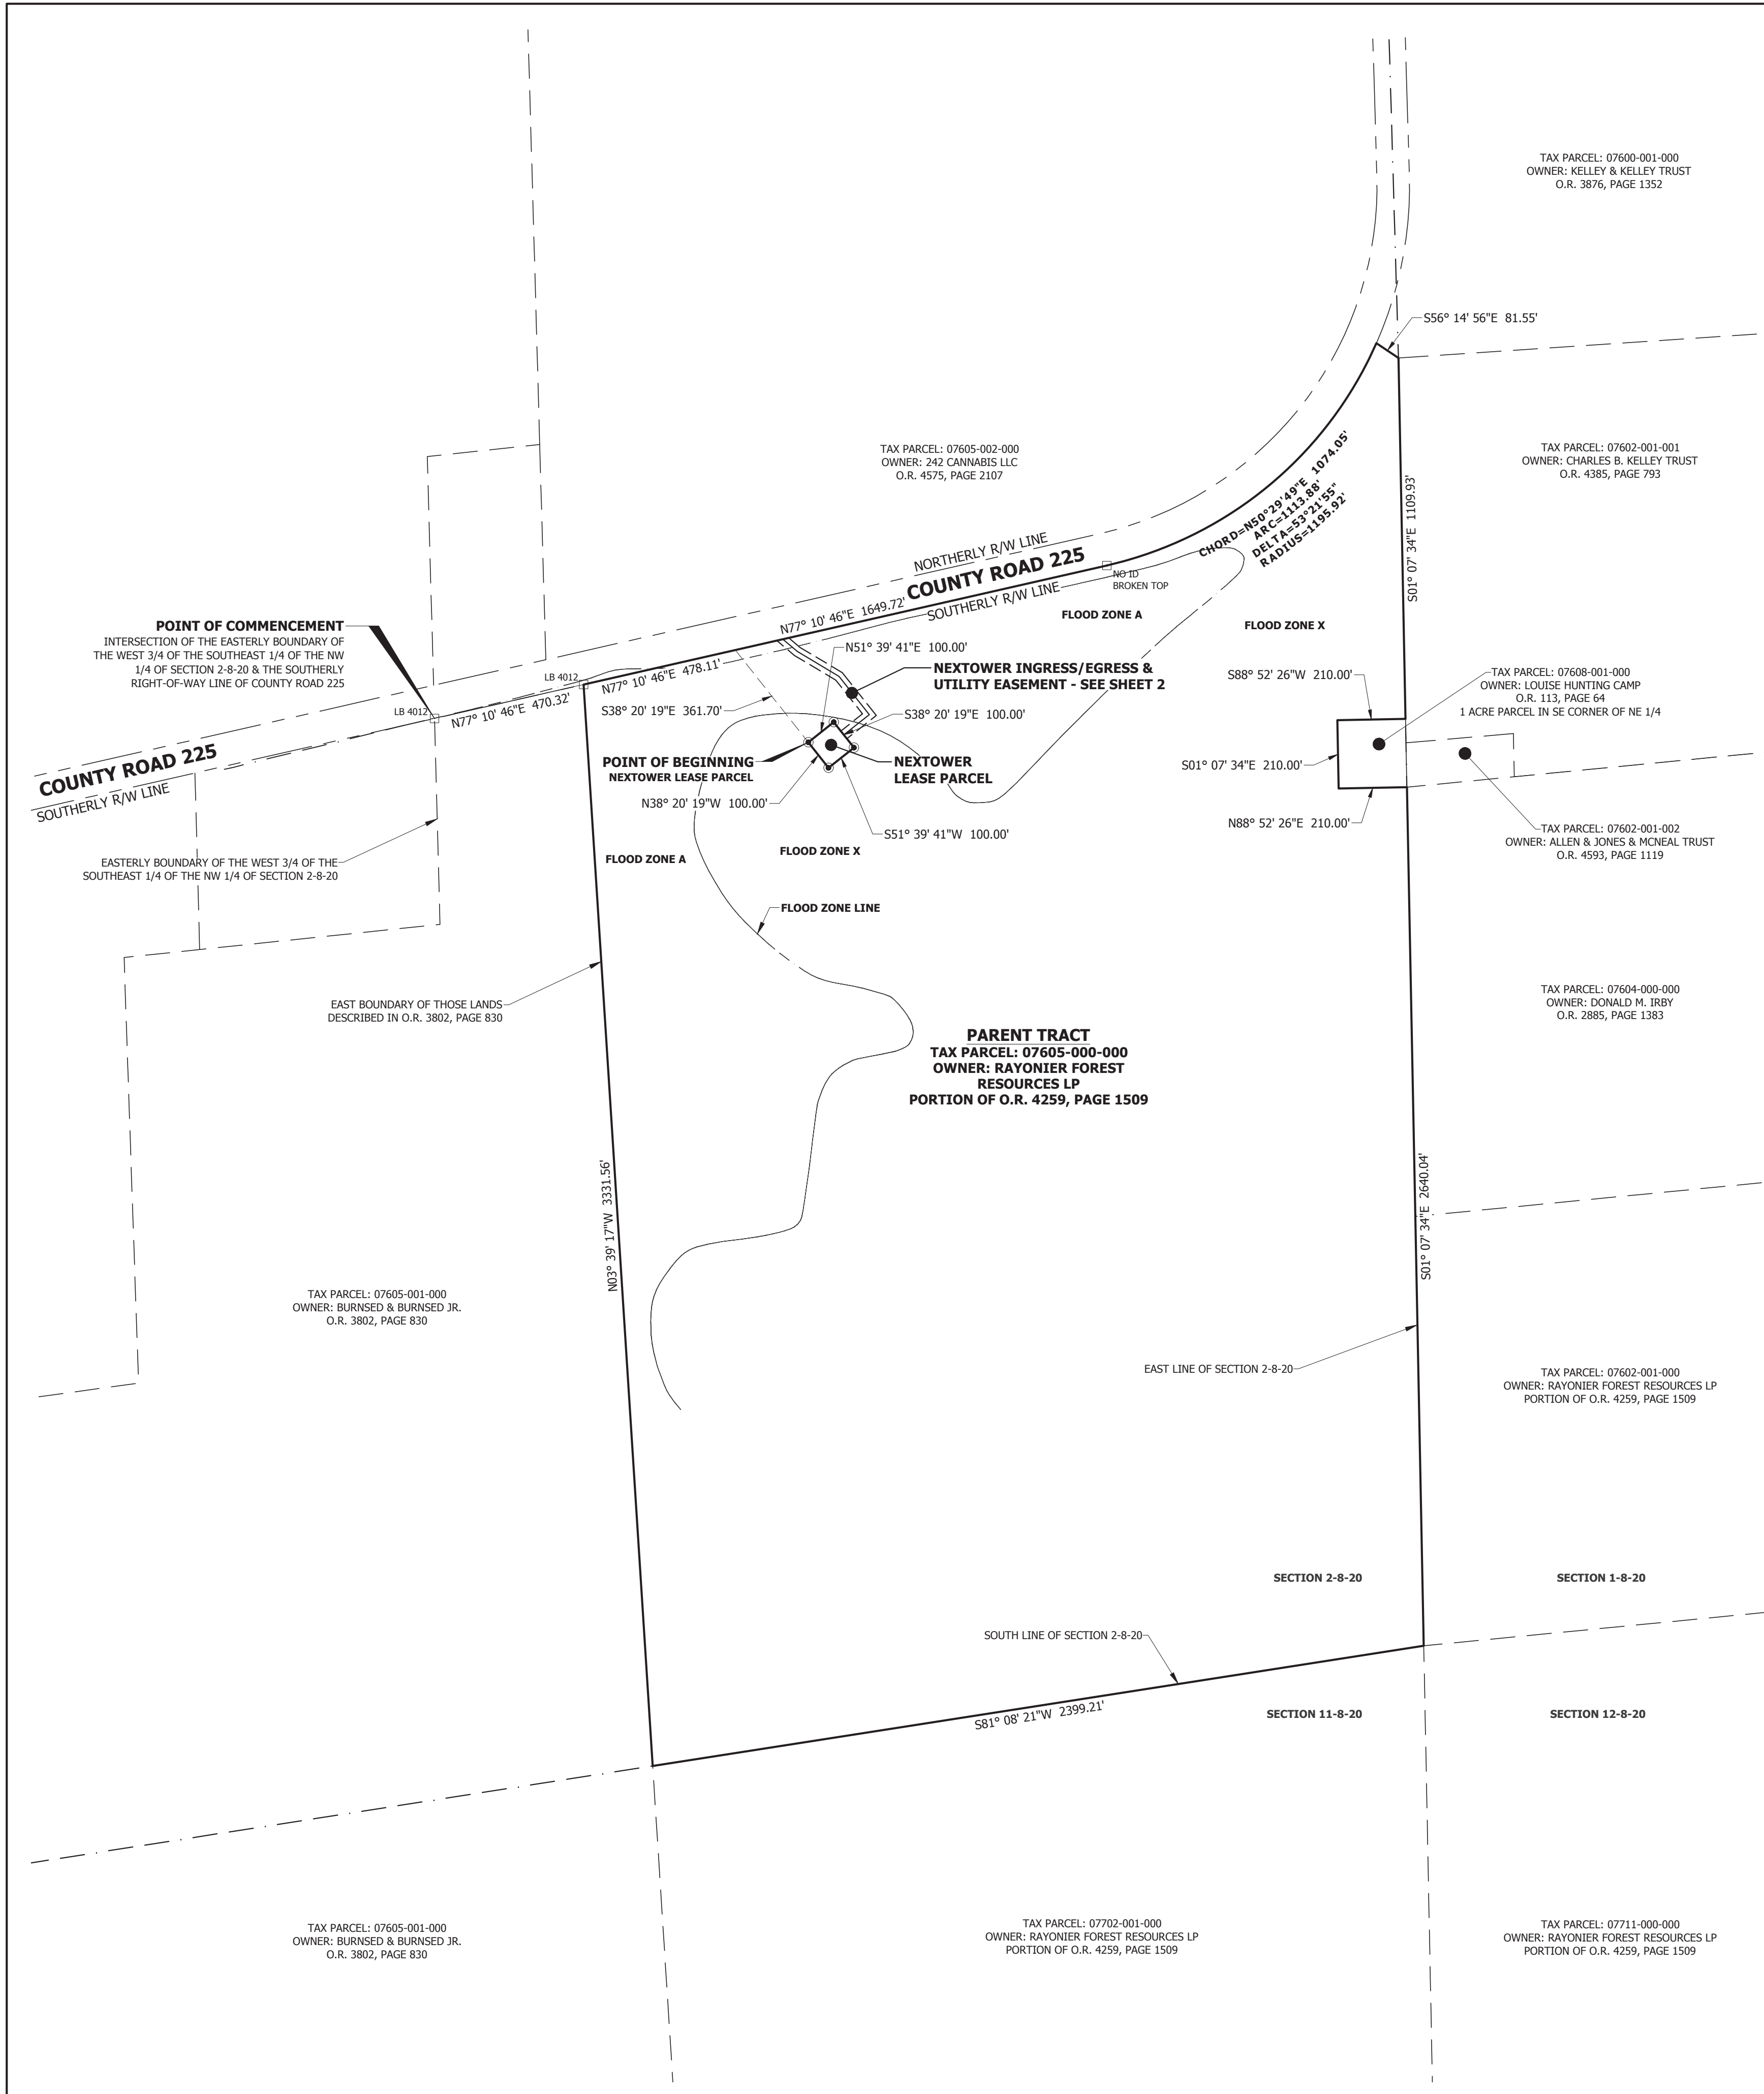 TAX PARCEL: 07600-001-000
OWNER: KELLEY & KELLEY TRUST
O.R. 3876, PAGE 1352
S56° 14' 56"E 81.55'
TAX PARCEL: 07605-002-000
OWNER: 242 CANNABIS LLC
O.R. 4575, PAGE 2107
TAX PARCEL: 07602-001-001
OWNER: CHARLES B. KELLEY TRUST
O.R. 4385, PAGE 793
CHORD=N50°29'49"E 1074.05'
ARC=1113.88'
DELTA=53°21'55"
RADIUS=1195.92'
S01° 07' 34"E 1109.93'
NORTHERLY R/W LINE
COUNTY ROAD 225
SOUTHERLY R/W LINE
NO ID
BROKEN TOP
N77° 10' 46"E 1649.72'
FLOOD ZONE A
FLOOD ZONE X
POINT OF COMMENCEMENT
INTERSECTION OF THE EASTERLY BOUNDARY OF
THE WEST 3/4 OF THE SOUTHEAST 1/4 OF THE NW
1/4 OF SECTION 2-8-20 & THE SOUTHERLY
RIGHT-OF-WAY LINE OF COUNTY ROAD 225
LB 4012
N77° 10' 46"E 470.32'
LB 4012
N77° 10' 46"E 478.11'
N51° 39' 41"E 100.00'
NEXTOWER INGRESS/EGRESS &
UTILITY EASEMENT - SEE SHEET 2
S38° 20' 19"E 361.70'
S38° 20' 19"E 100.00'
S88° 52' 26"W 210.00'
TAX PARCEL: 07608-001-000
OWNER: LOUISE HUNTING CAMP
O.R. 113, PAGE 64
1 ACRE PARCEL IN SE CORNER OF NE 1/4
COUNTY ROAD 225
SOUTHERLY R/W LINE
POINT OF BEGINNING
NEXTOWER LEASE PARCEL
NEXTOWER
LEASE PARCEL
S01° 07' 34"E 210.00'
N38° 20' 19"W 100.00'
S51° 39' 41"W 100.00'
N88° 52' 26"E 210.00'
TAX PARCEL: 07602-001-002
OWNER: ALLEN & JONES & MCNEAL TRUST
O.R. 4593, PAGE 1119
EASTERLY BOUNDARY OF THE WEST 3/4 OF THE
SOUTHEAST 1/4 OF THE NW 1/4 OF SECTION 2-8-20
FLOOD ZONE A
FLOOD ZONE X
FLOOD ZONE LINE
EAST BOUNDARY OF THOSE LANDS
DESCRIBED IN O.R. 3802, PAGE 830
TAX PARCEL: 07604-000-000
OWNER: DONALD M. IRBY
O.R. 2885, PAGE 1383
PARENT TRACT
TAX PARCEL: 07605-000-000
OWNER: RAYONIER FOREST
RESOURCES LP
PORTION OF O.R. 4259, PAGE 1509
N03° 39' 17"W 3331.56'
S01° 07' 34"E 2640.04'
TAX PARCEL: 07605-001-000
OWNER: BURNSED & BURNSED JR.
O.R. 3802, PAGE 830
EAST LINE OF SECTION 2-8-20
TAX PARCEL: 07602-001-000
OWNER: RAYONIER FOREST RESOURCES LP
PORTION OF O.R. 4259, PAGE 1509
SECTION 2-8-20
SECTION 1-8-20
SOUTH LINE OF SECTION 2-8-20
S81° 08' 21"W 2399.21'
SECTION 11-8-20
SECTION 12-8-20
TAX PARCEL: 07605-001-000
OWNER: BURNSED & BURNSED JR.
O.R. 3802, PAGE 830
TAX PARCEL: 07702-001-000
OWNER: RAYONIER FOREST RESOURCES LP
PORTION OF O.R. 4259, PAGE 1509
TAX PARCEL: 07711-000-000
OWNER: RAYONIER FOREST RESOURCES LP
PORTION OF O.R. 4259, PAGE 1509